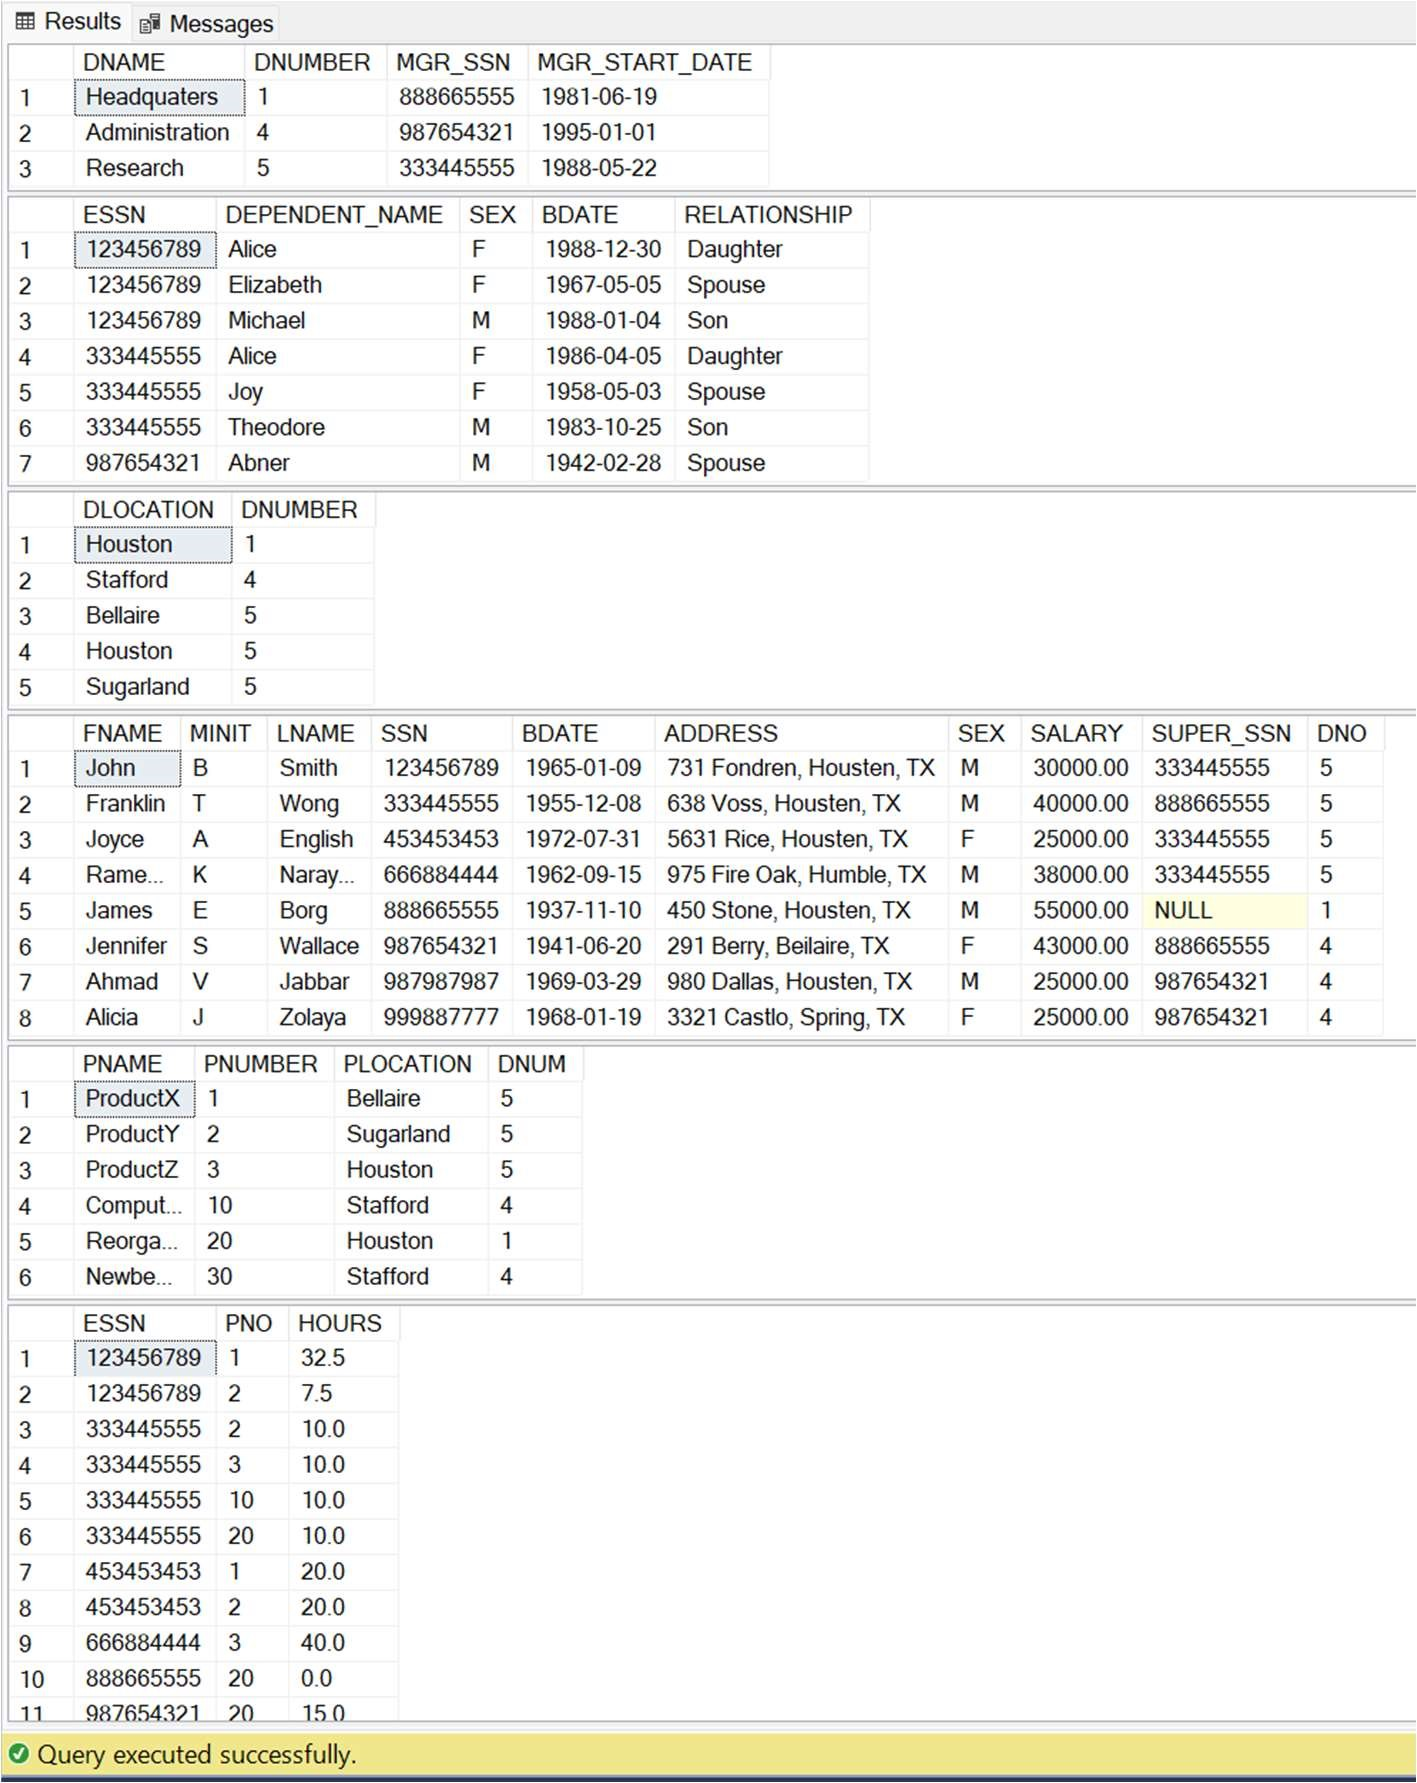 Results Messages
DNAME DNUMBER MGR_SSN MGR_START_DATE
1 Headquaters 1 888665555 1981-06-19
2 Administration 4 987654321 1995-01-01
3 Research 5 333445555 1988-05-22
ESSN DEPENDENT_NAME SEX BDATE RELATIONSHIP
1 123456789 Alice F 1988-12-30 Daughter
2 123456789 Elizabeth F 1967-05-05 Spouse
3 123456789 Michael M 1988-01-04 Son
4 333445555 Alice F 1986-04-05 Daughter
5 333445555 Joy F 1958-05-03 Spouse
6 333445555 Theodore M 1983-10-25 Son
7 987654321 Abner M 1942-02-28 Spouse
DLOCATION DNUMBER
1 Houston 1
2 Stafford 4
3 Bellaire 5
4 Houston 5
5 Sugarland 5
FNAME MINIT LNAME SSN BDATE ADDRESS SEX SALARY SUPER_SSN DNO
1 John B Smith 123456789 1965-01-09 731 Fondren, Housten, TX M 30000.00 333445555 5
2 Franklin T Wong 333445555 1955-12-08 638 Voss, Housten, TX M 40000.00 888665555 5
3 Joyce A English 453453453 1972-07-31 5631 Rice, Housten, TX F 25000.00 333445555 5
4 Rame... K Naray... 666884444 1962-09-15 975 Fire Oak, Humble, TX M 38000.00 333445555 5
5 James E Borg 888665555 1937-11-10 450 Stone, Housten, TX M 55000.00 NULL 1
6 Jennifer S Wallace 987654321 1941-06-20 291 Berry, Beilaire, TX F 43000.00 888665555 4
7 Ahmad V Jabbar 987987987 1969-03-29 980 Dallas, Housten, TX M 25000.00 987654321 4
8 Alicia J Zolaya 999887777 1968-01-19 3321 Castlo, Spring, TX F 25000.00 987654321 4
PNAME PNUMBER PLOCATION DNUM
1 ProductX 1 Bellaire 5
2 ProductY 2 Sugarland 5
3 ProductZ 3 Houston 5
4 Comput... 10 Stafford 4
5 Reorga... 20 Houston 1
6 Newbe... 30 Stafford 4
ESSN PNO HOURS
1 123456789 1 32.5
2 123456789 2 7.5
3 333445555 2 10.0
4 333445555 3 10.0
5 333445555 10 10.0
6 333445555 20 10.0
7 453453453 1 20.0
8 453453453 2 20.0
9 666884444 3 40.0
10 888665555 20 0.0
11 987654321 20 15.0
Query executed successfully.